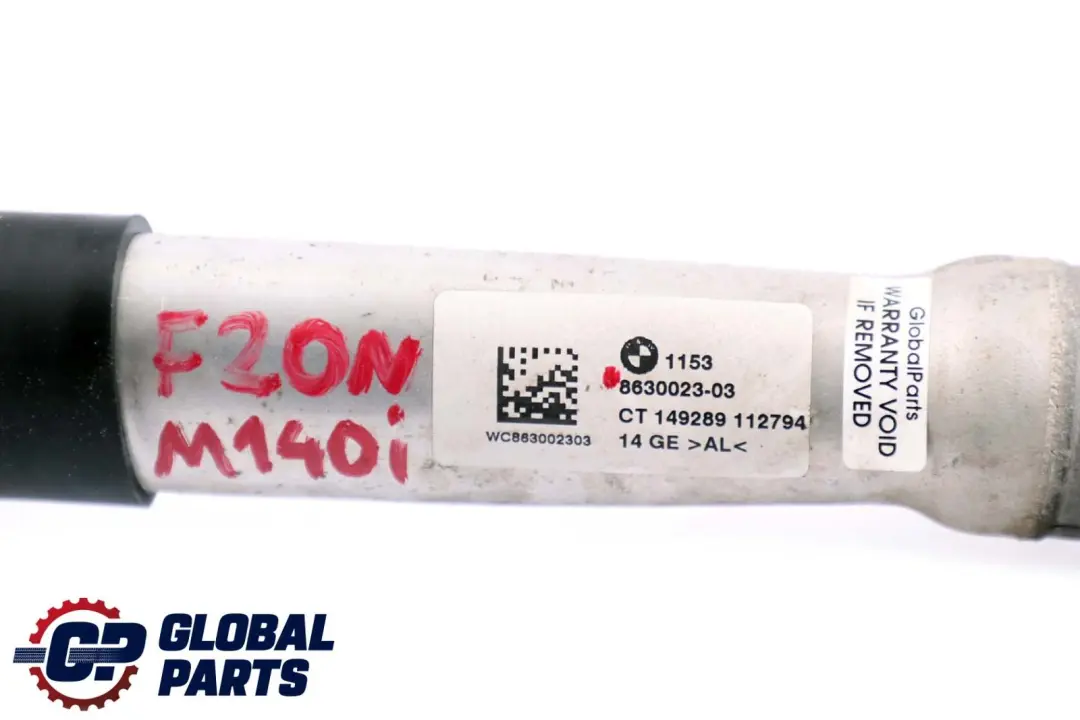 F20N
M140i
WC863002303
1153
8630023-03
CT 149289 112794
14 GE >AL<
GlobalParts
WARRANTY VOID
IF REMOVED
GP
GLOBAL
PARTS